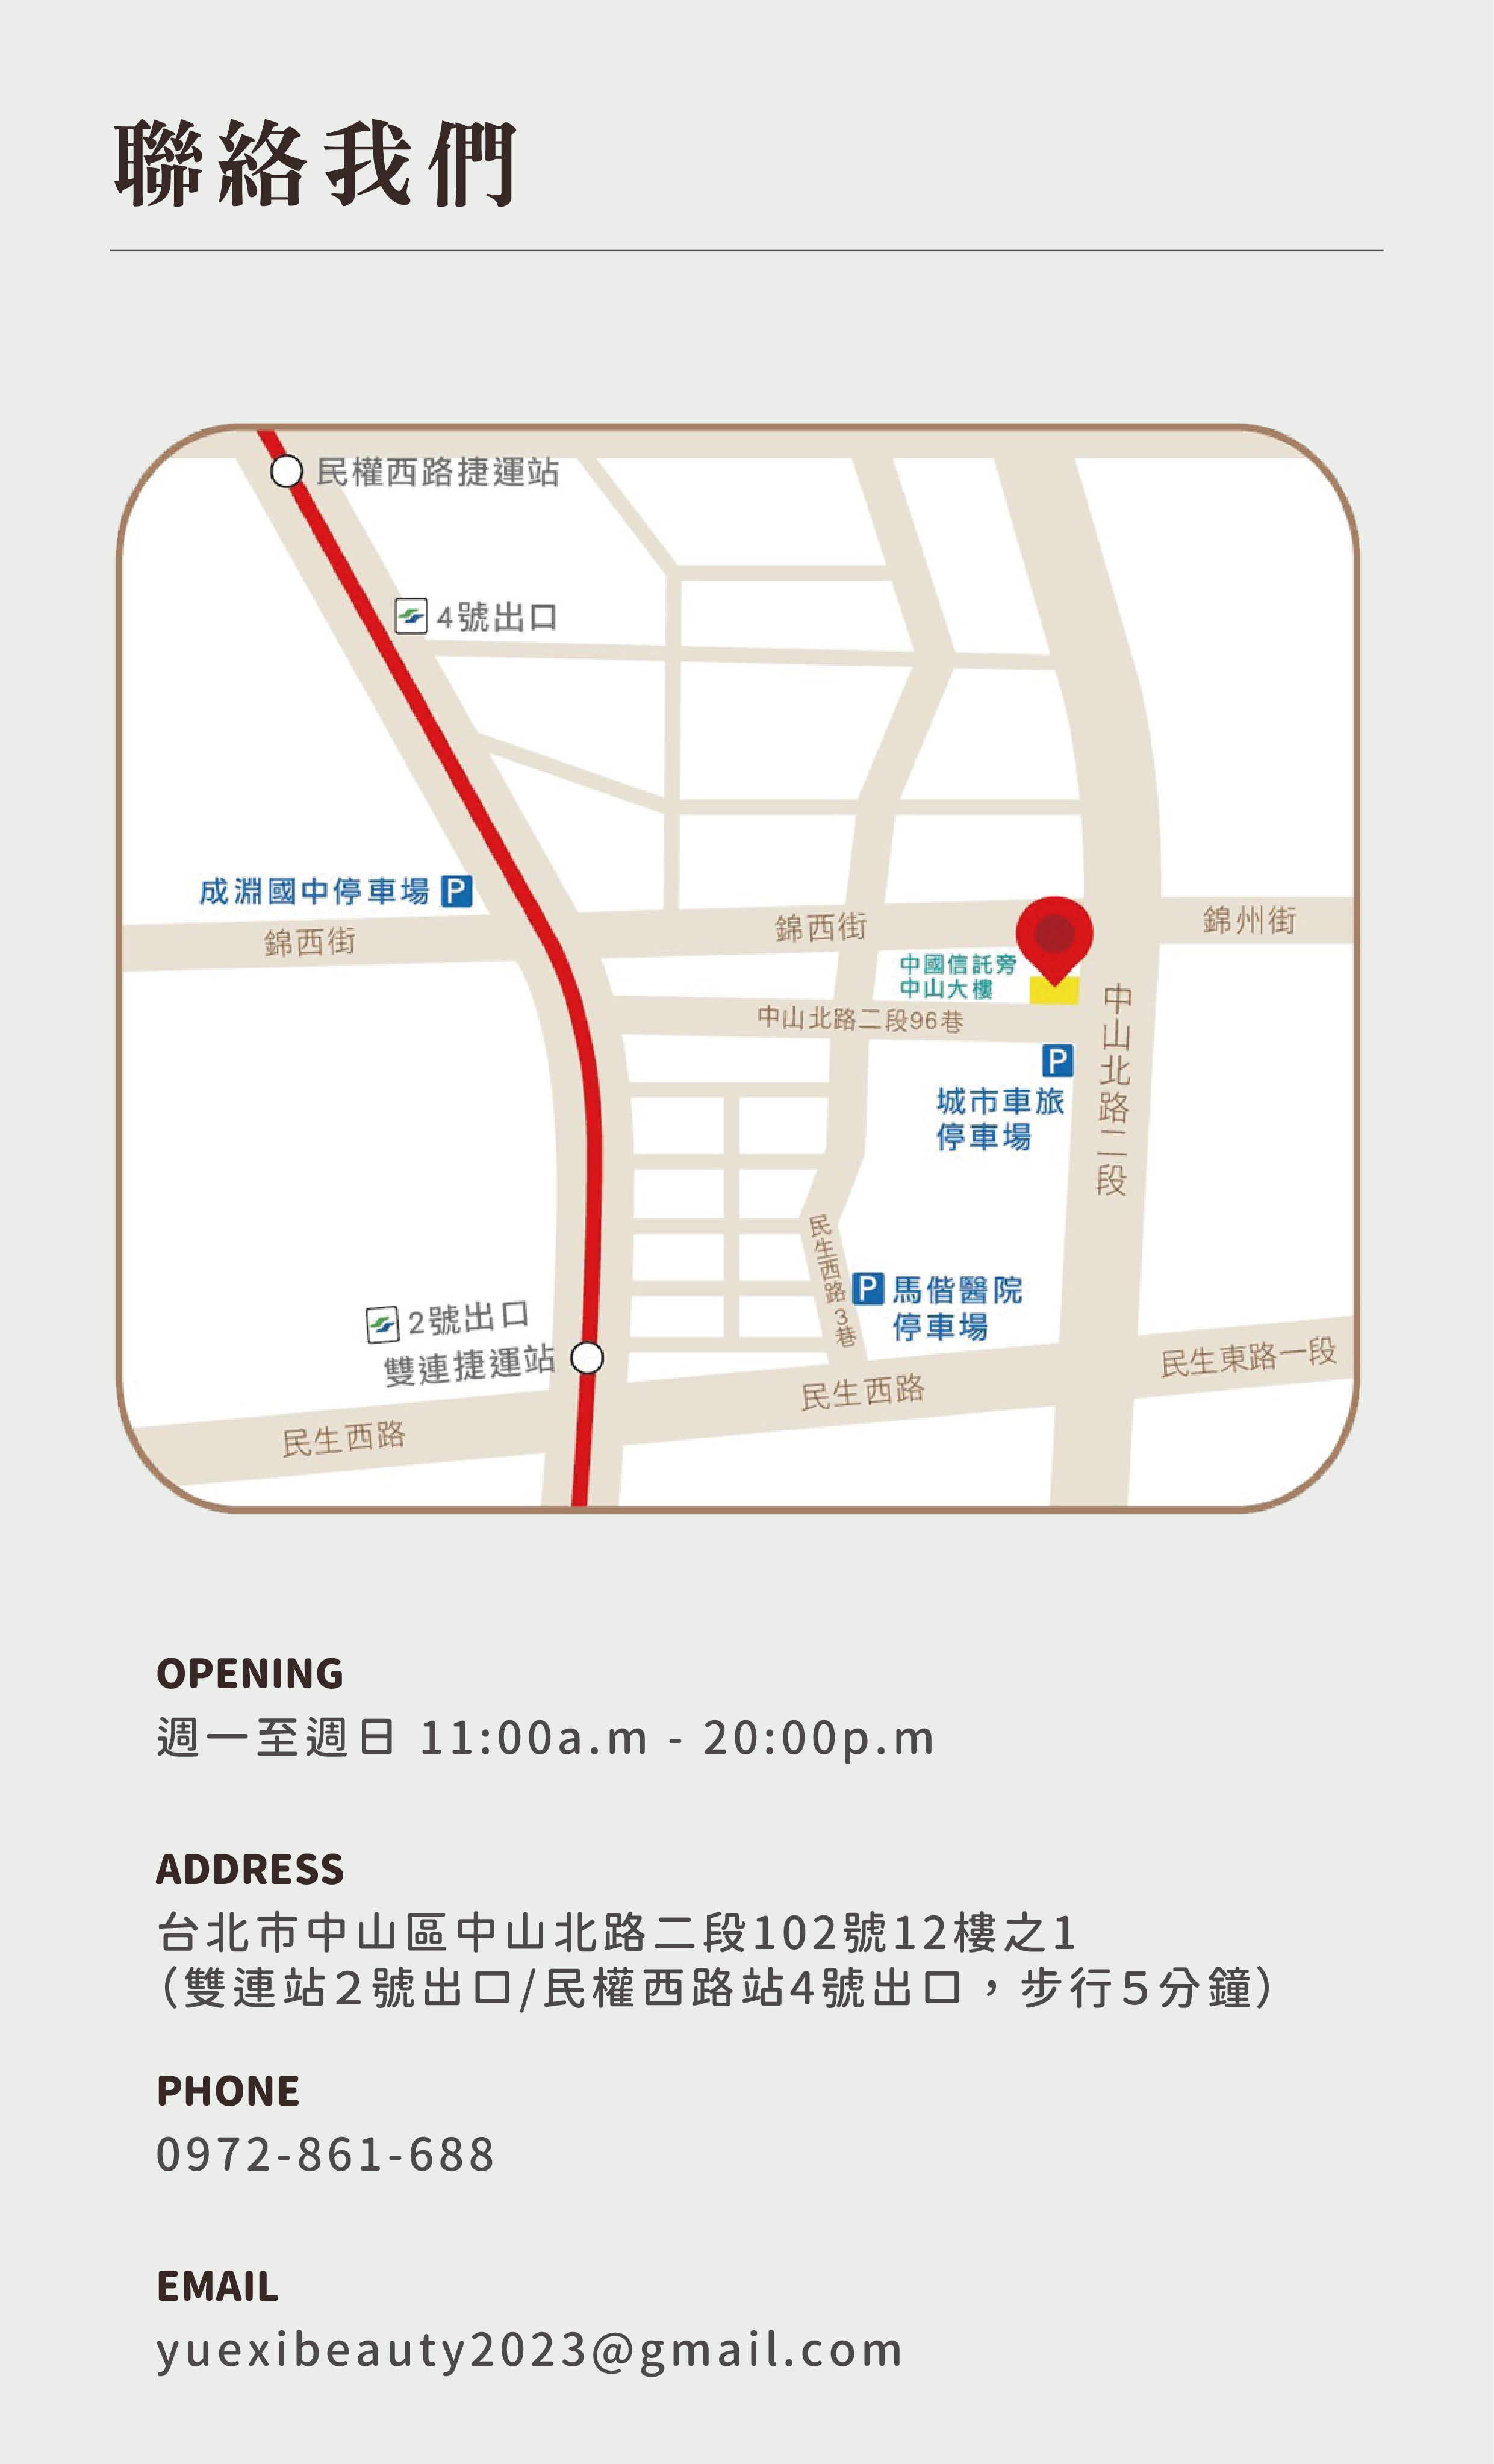 聯絡我們
民權西路捷運站
4號出口
成淵國中停車場 P
錦西街
錦西街
錦州街
中國信託旁
中山大樓
中山北路二段96巷
中山北路二段
P
城市車旅
停車場
民生西路3巷
P 馬偕醫院
停車場
2號出口
雙連捷運站
民生東路一段
民生西路
民生西路
OPENING
週一至週日 11:00a.m - 20:00p.m
ADDRESS
台北市中山區中山北路二段102號12樓之1
（雙連站2號出口/民權西路站4號出口，步行5分鐘）
PHONE
0972-861-688
EMAIL
yuexibeauty2023@gmail.com